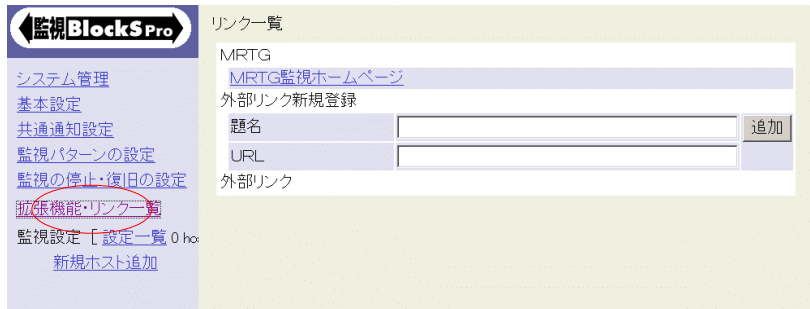 監視BlockS Pro
システム管理
基本設定
共通通知設定
監視パターンの設定
監視の停止・復旧の設定
拡張機能・リンク一覧
監視設定 [ 設定一覧 0 ho
新規ホスト追加
リンク一覧
MRTG
MRTG監視ホームページ
外部リンク新規登録
題名 追加
URL
外部リンク